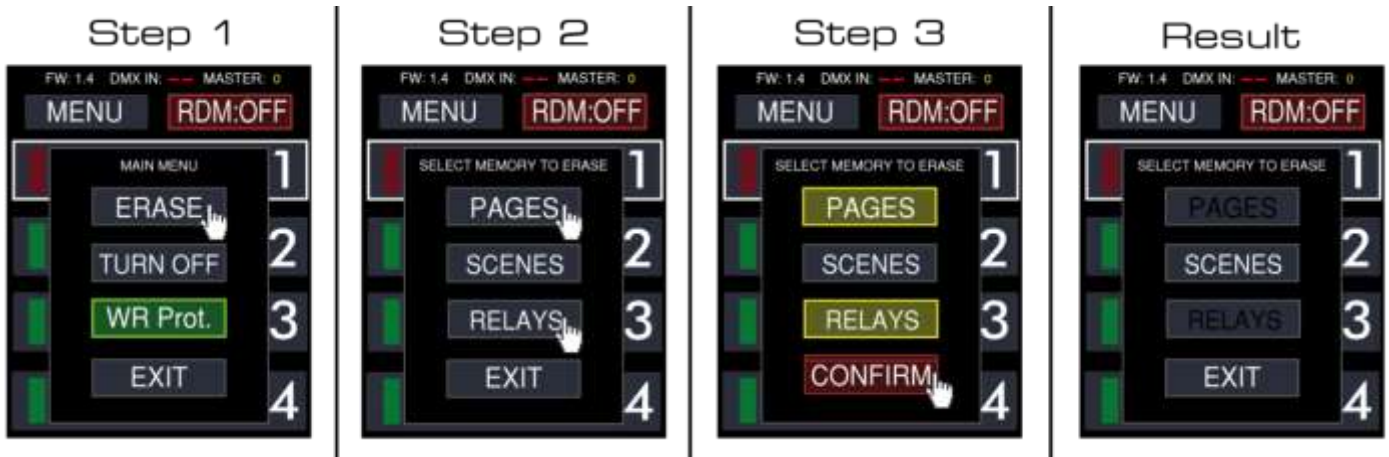 Step 1
FW: 1.4 DMX IN: -- MASTER: 0
MENU RDM:OFF
MAIN MENU
1
ERASE
2
TURN OFF
WR Prot.
3
EXIT
4
Step 2
FW: 1.4 DMX IN: -- MASTER: 0
MENU RDM:OFF
SELECT MEMORY TO ERASE
1
PAGES
2
SCENES
RELAYS
3
EXIT
4
Step 3
FW: 1.4 DMX IN: -- MASTER: 0
MENU RDM:OFF
SELECT MEMORY TO ERASE
1
PAGES
2
SCENES
RELAYS
3
CONFIRM
4
Result
FW: 1.4 DMX IN: -- MASTER: 0
MENU RDM:OFF
SELECT MEMORY TO ERASE
1
PAGES
2
SCENES
RELAYS
3
EXIT
4